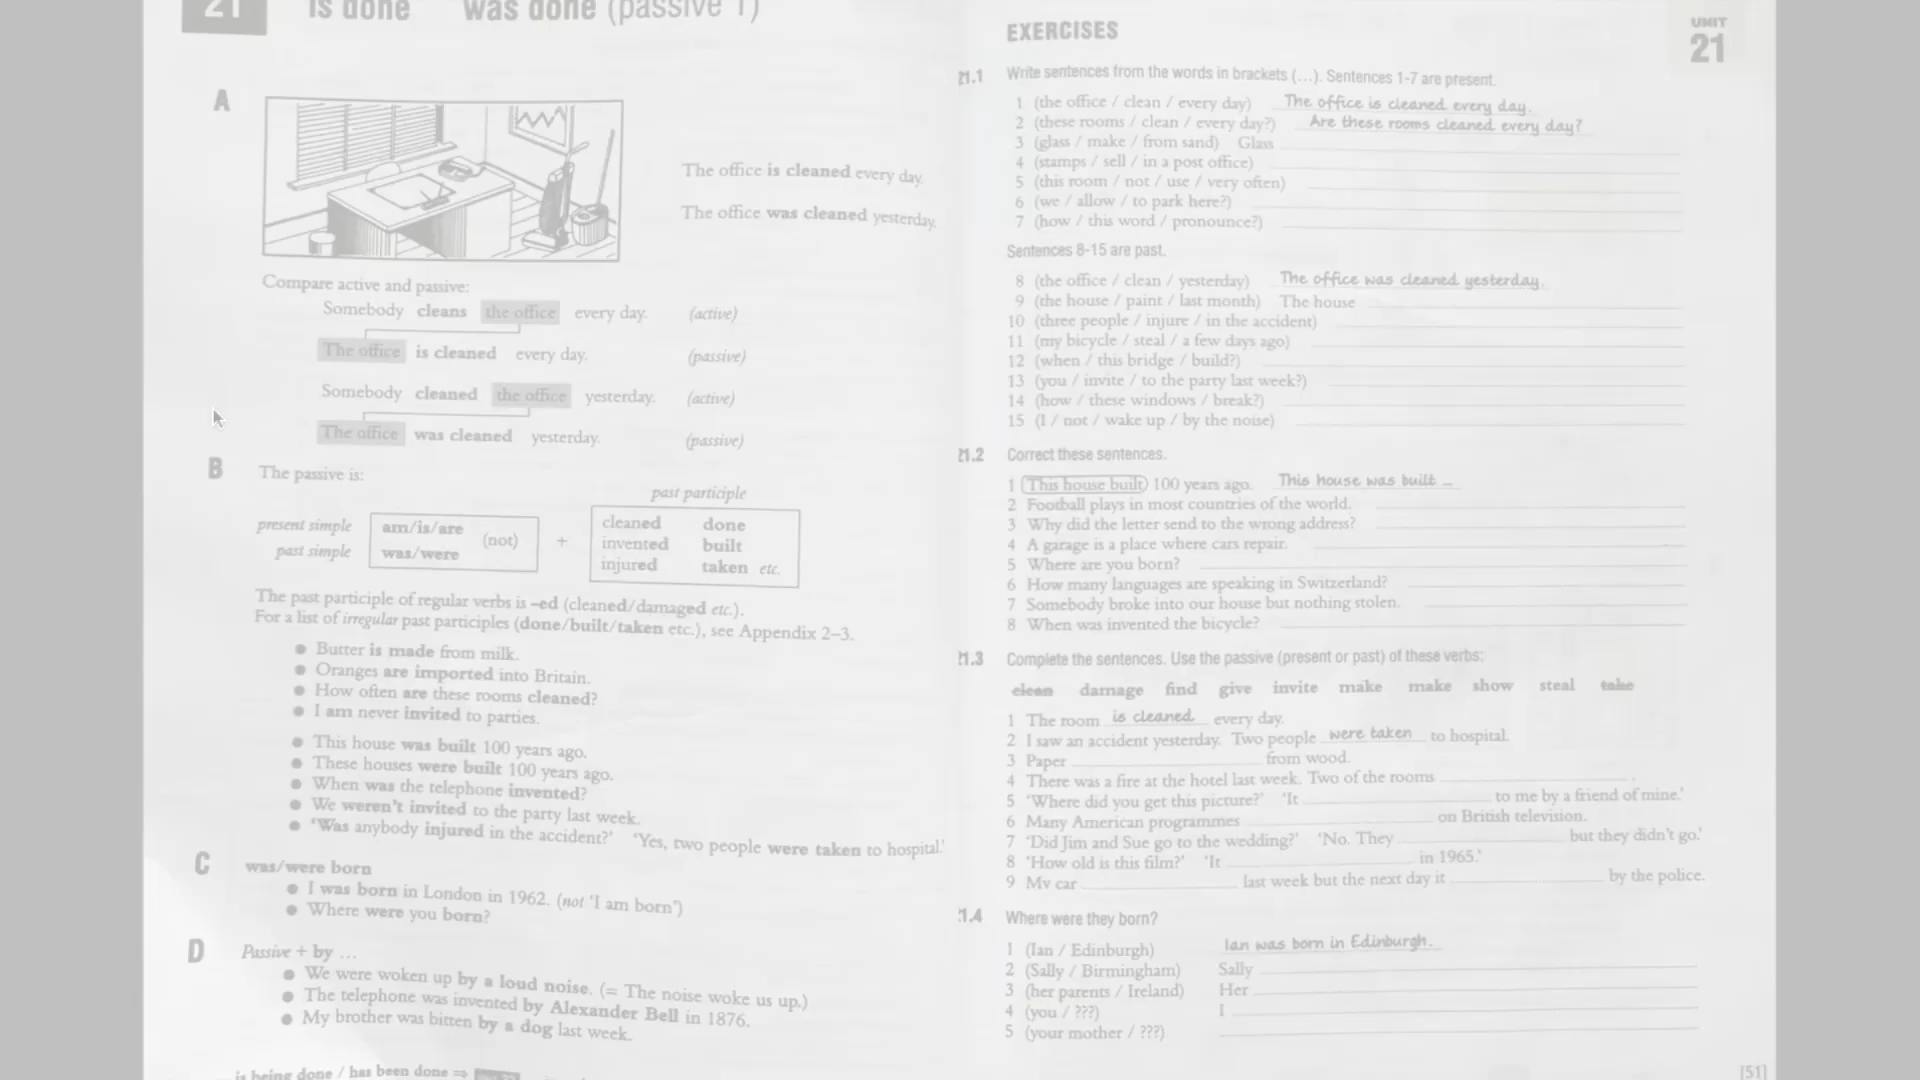 21 is done was done (passive 1)
A
The office is cleaned every day.
The office was cleaned yesterday.
Compare active and passive:
Somebody cleans the office every day. (active)
The office is cleaned every day. (passive)
Somebody cleaned the office yesterday. (active)
The office was cleaned yesterday. (passive)
B The passive is:
past participle
present simple am/is/are (not) + cleaned done
past simple was/were invented built
injured taken etc.
The past participle of regular verbs is –ed (cleaned/damaged etc.).
For a list of irregular past participles (done/built/taken etc.), see Appendix 2–3.
● Butter is made from milk.
● Oranges are imported into Britain.
● How often are these rooms cleaned?
● I am never invited to parties.
● This house was built 100 years ago.
● These houses were built 100 years ago.
● When was the telephone invented?
● We weren't invited to the party last week.
● 'Was anybody injured in the accident?' 'Yes, two people were taken to hospital.'
C was/were born
● I was born in London in 1962. (not 'I am born')
● Where were you born?
D Passive + by …
● We were woken up by a loud noise. (= The noise woke us up.)
● The telephone was invented by Alexander Bell in 1876.
● My brother was bitten by a dog last week.
is being done / has been done ⇒
EXERCISES
UNIT
21
21.1 Write sentences from the words in brackets (…). Sentences 1-7 are present.
1 (the office / clean / every day) The office is cleaned every day.
2 (these rooms / clean / every day?) Are these rooms cleaned every day?
3 (glass / make / from sand) Glass
4 (stamps / sell / in a post office)
5 (this room / not / use / very often)
6 (we / allow / to park here?)
7 (how / this word / pronounce?)
Sentences 8-15 are past.
8 (the office / clean / yesterday) The office was cleaned yesterday.
9 (the house / paint / last month) The house
10 (three people / injure / in the accident)
11 (my bicycle / steal / a few days ago)
12 (when / this bridge / build?)
13 (you / invite / to the party last week?)
14 (how / these windows / break?)
15 (I / not / wake up / by the noise)
21.2 Correct these sentences.
1 This house built 100 years ago. This house was built …
2 Football plays in most countries of the world.
3 Why did the letter send to the wrong address?
4 A garage is a place where cars repair.
5 Where are you born?
6 How many languages are speaking in Switzerland?
7 Somebody broke into our house but nothing stolen.
8 When was invented the bicycle?
21.3 Complete the sentences. Use the passive (present or past) of these verbs:
clean damage find give invite make make show steal take
1 The room is cleaned every day.
2 I saw an accident yesterday. Two people were taken to hospital.
3 Paper from wood.
4 There was a fire at the hotel last week. Two of the rooms .
5 'Where did you get this picture?' 'It to me by a friend of mine.'
6 Many American programmes on British television.
7 'Did Jim and Sue go to the wedding?' 'No. They but they didn't go.'
8 'How old is this film?' 'It in 1965.'
9 My car last week but the next day it by the police.
21.4 Where were they born?
1 (Ian / Edinburgh) Ian was born in Edinburgh.
2 (Sally / Birmingham) Sally
3 (her parents / Ireland) Her
4 (you / ???) I
5 (your mother / ???)
[51]